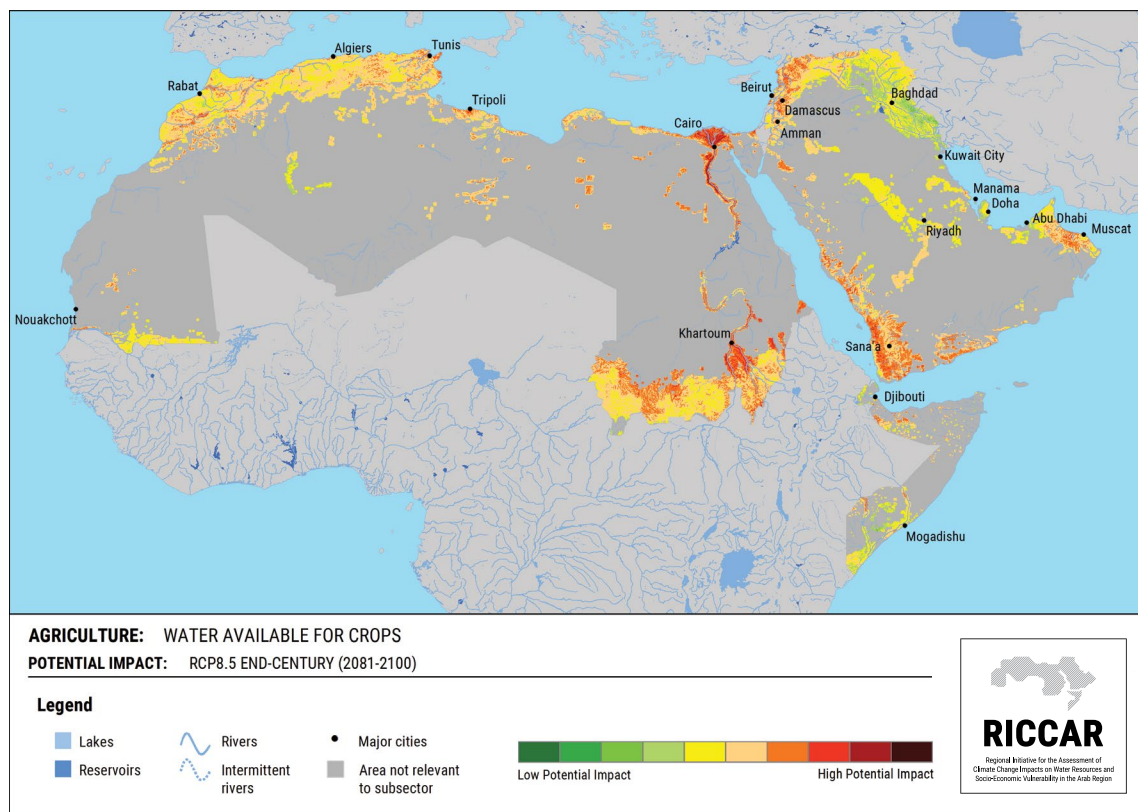 Algiers
Tunis
Rabat
Tripoli
Beirut
Baghdad
Damascus
Cairo
Amman
Kuwait City
Manama
Doha
Riyadh
Abu Dhabi
Muscat
Nouakchott
Khartoum
Sana'a
Djibouti
Mogadishu
AGRICULTURE: WATER AVAILABLE FOR CROPS
POTENTIAL IMPACT: RCP8.5 END-CENTURY (2081-2100)
Legend
Lakes
Reservoirs
Rivers
Intermittent
rivers
Major cities
Area not relevant
to subsector
Low Potential Impact
High Potential Impact
RICCAR
Regional Initiative for the Assessment of
Climate Change Impacts on Water Resources and
Socio-Economic Vulnerability in the Arab Region